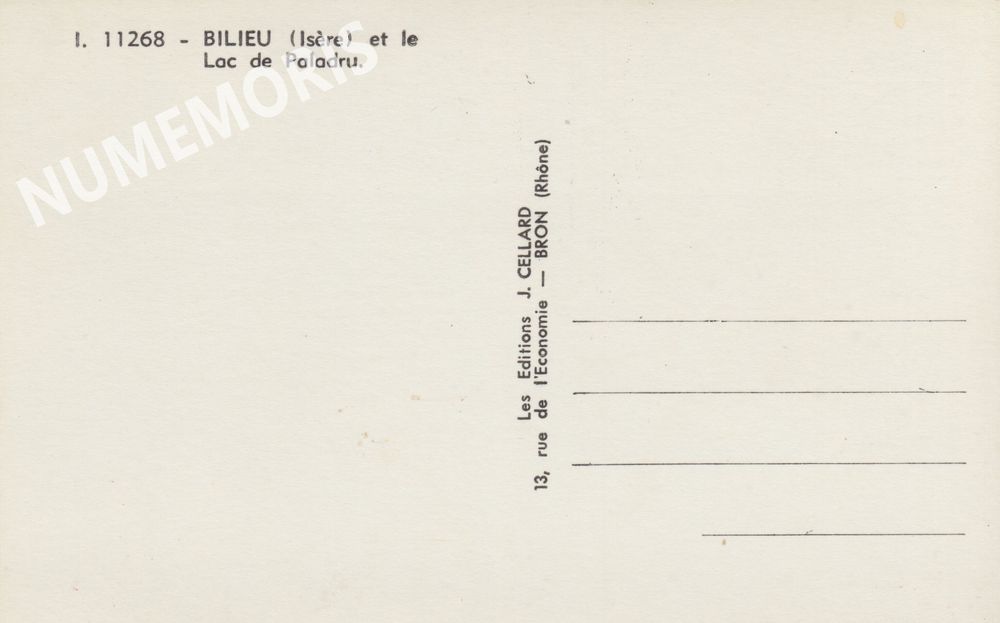 I. 11268 - BILIEU (Isère) et le
Lac de Paladru.
NUMEMORIS
Les Editions J. CELLARD
13, rue de l'Economie — BRON (Rhône)